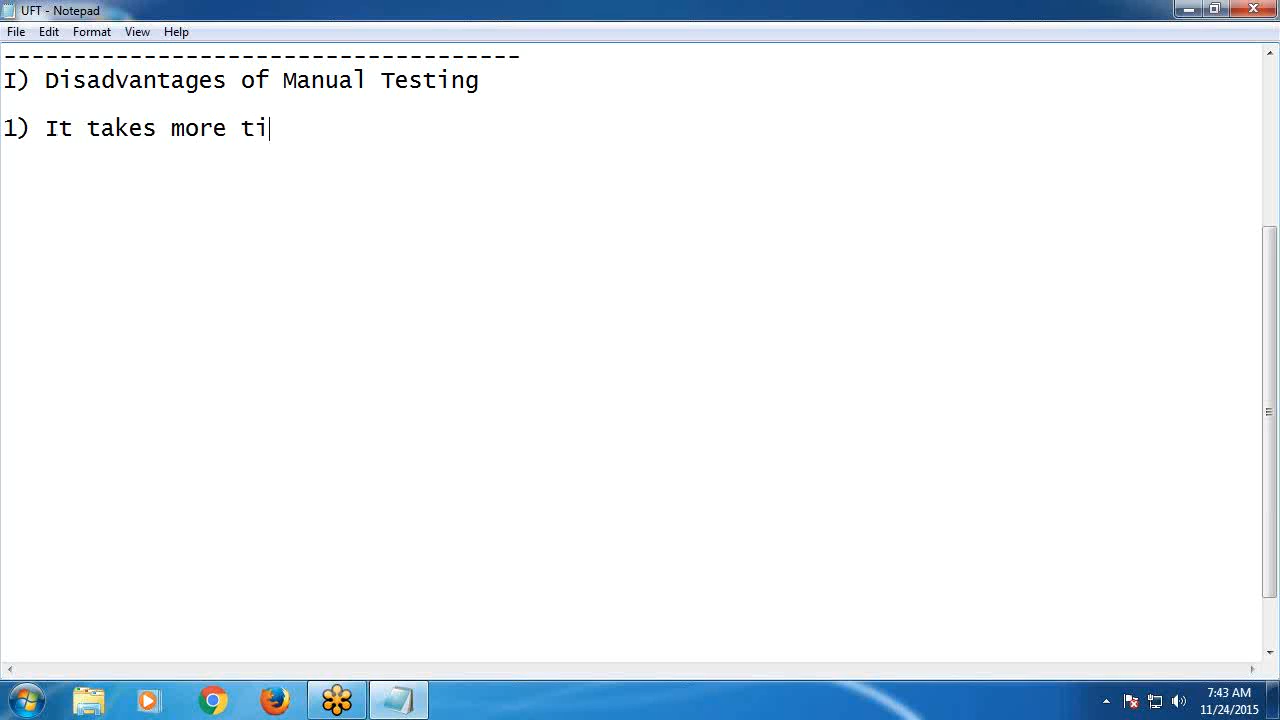 UFT - Notepad
File Edit Format View Help
-------------------------------------
I) Disadvantages of Manual Testing
1) It takes more ti
7:43 AM
11/24/2015